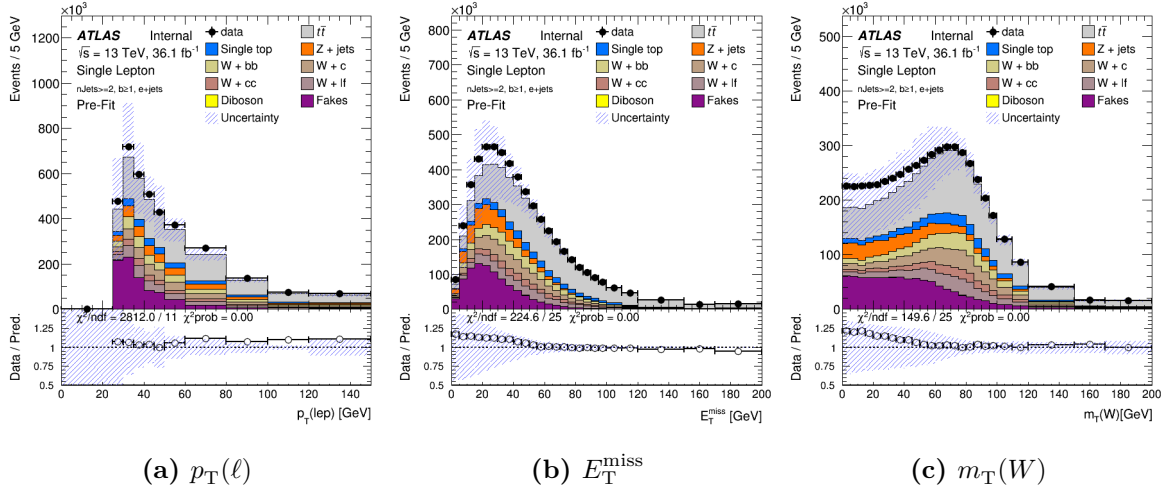 ×10³
Events / 5 GeV
1200
1000
800
600
400
200
0
ATLAS Internal
√s = 13 TeV, 36.1 fb⁻¹
Single Lepton
nJets>=2, b≥1, e+jets
Pre-Fit
data
tt̄
Single top
Z + jets
W + bb
W + c
W + cc
W + lf
Diboson
Fakes
Uncertainty
χ²/ndf = 2812.0 / 11 χ²prob = 0.00
Data / Pred.
1.25
1
0.75
0.5
0 20 40 60 80 100 120 140
p_T(lep) [GeV]
×10³
Events / 5 GeV
800
700
600
500
400
300
200
100
0
ATLAS Internal
√s = 13 TeV, 36.1 fb⁻¹
Single Lepton
nJets>=2, b≥1, e+jets
Pre-Fit
data
tt̄
Single top
Z + jets
W + bb
W + c
W + cc
W + lf
Diboson
Fakes
Uncertainty
χ²/ndf = 224.6 / 25 χ²prob = 0.00
Data / Pred.
1.25
1
0.75
0.5
0 20 40 60 80 100 120 140 160 180 200
E_T^miss [GeV]
×10³
Events / 5 GeV
500
400
300
200
100
0
ATLAS Internal
√s = 13 TeV, 36.1 fb⁻¹
Single Lepton
nJets>=2, b≥1, e+jets
Pre-Fit
data
tt̄
Single top
Z + jets
W + bb
W + c
W + cc
W + lf
Diboson
Fakes
Uncertainty
χ²/ndf = 149.6 / 25 χ²prob = 0.00
Data / Pred.
1.25
1
0.75
0.5
0 20 40 60 80 100 120 140 160 180 200
m_T(W)[GeV]
(a) p_T(ℓ)
(b) E_T^miss
(c) m_T(W)